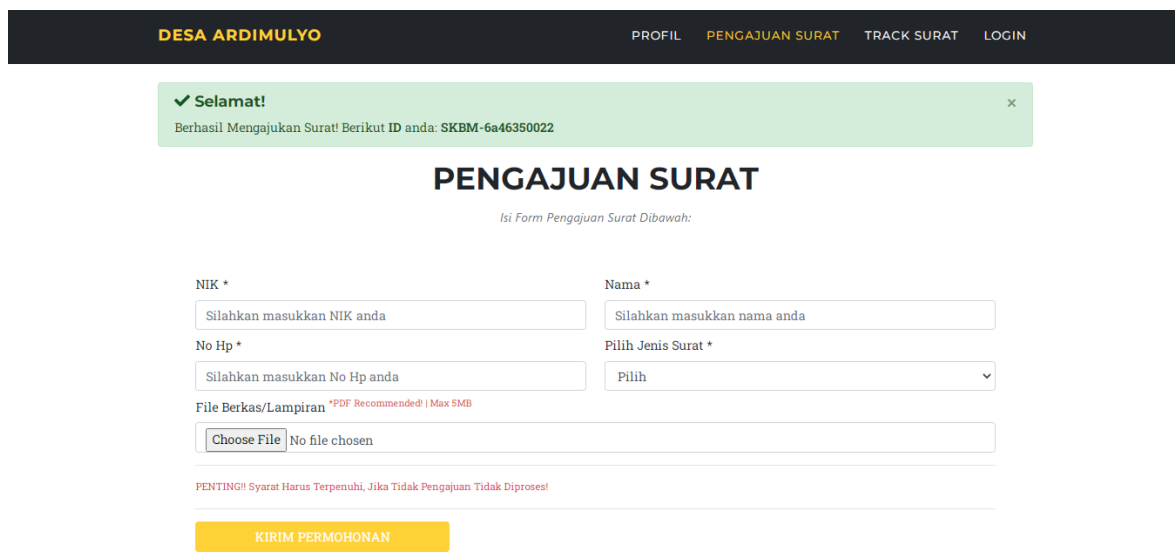 DESA ARDIMULYO PROFIL PENGAJUAN SURAT TRACK SURAT LOGIN
Selamat! ×
Berhasil Mengajukan Surat! Berikut ID anda: SKBM-6a46350022
PENGAJUAN SURAT
Isi Form Pengajuan Surat Dibawah:
NIK * Nama *
Silahkan masukkan NIK anda Silahkan masukkan nama anda
No Hp * Pilih Jenis Surat *
Silahkan masukkan No Hp anda Pilih
File Berkas/Lampiran *PDF Recommended! | Max 5MB
Choose File No file chosen
PENTING!! Syarat Harus Terpenuhi, Jika Tidak Pengajuan Tidak Diproses!
KIRIM PERMOHONAN